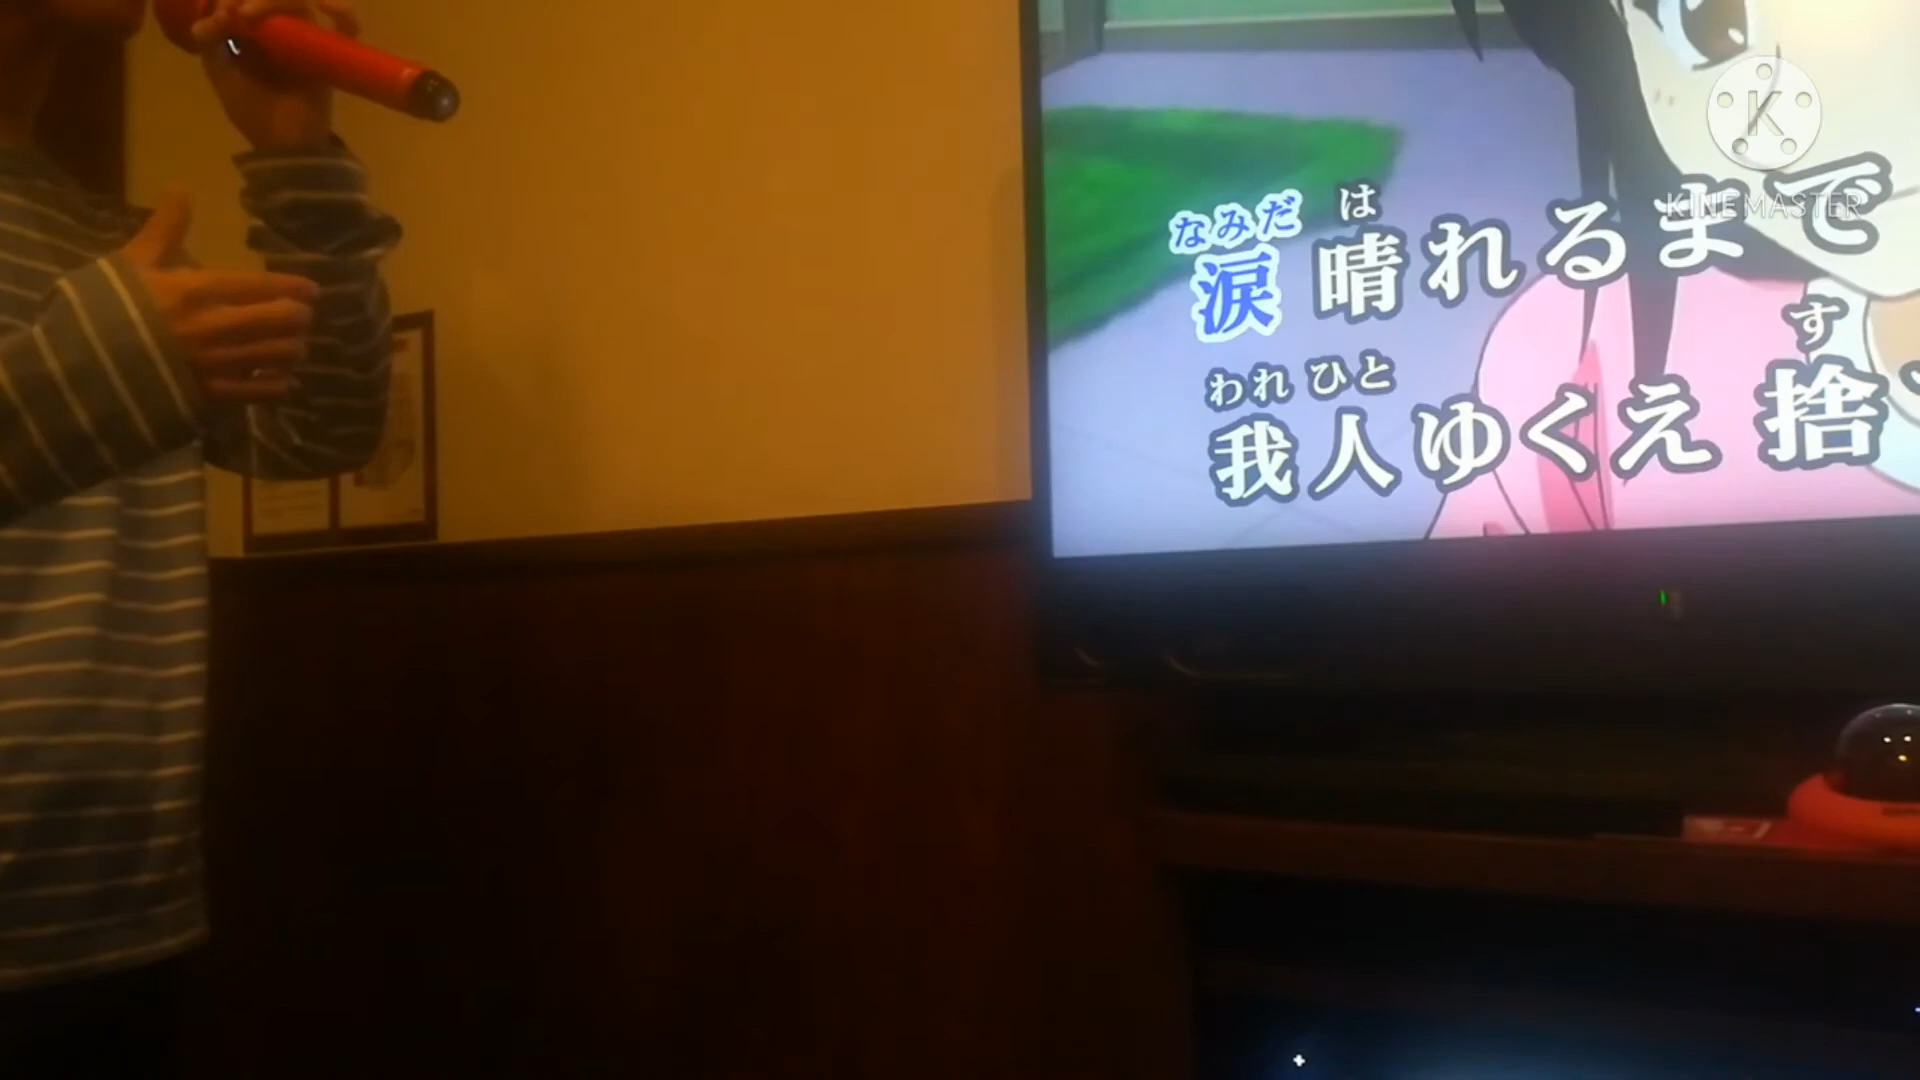 K
KINEMASTER
なみだ は
涙 晴れるまで
す
われ ひと
我人ゆくえ 捨